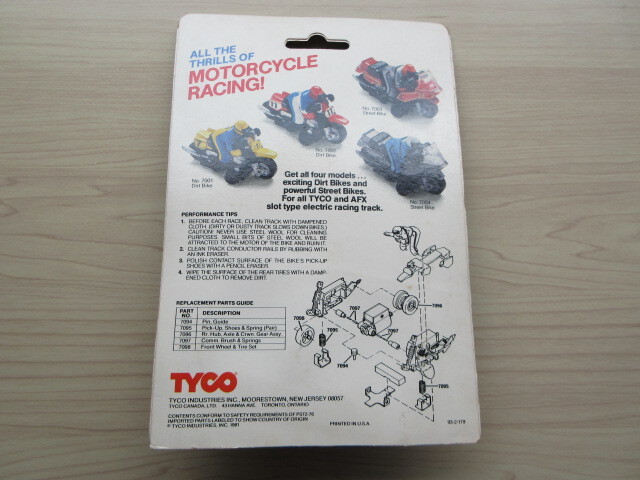 ALL THE
THRILLS OF
MOTORCYCLE
RACING!
No. 7003
Street Bike
No. 7002
Dirt Bike
No. 7001
Dirt Bike
No. 7004
Street Bike
Get all four models . . .
exciting Dirt Bikes and
powerful Street Bikes.
For all TYCO and AFX
slot type electric racing track.
PERFORMANCE TIPS
1. BEFORE EACH RACE, CLEAN TRACK WITH DAMPENED
CLOTH. (DIRTY OR DUSTY TRACK SLOWS DOWN BIKES.)
CAUTION! NEVER USE STEEL WOOL FOR CLEANING
PURPOSES. SMALL BITS OF STEEL WOOL WILL BE
ATTRACTED TO THE MOTOR OF THE BIKE AND RUIN IT.
2. CLEAN TRACK CONDUCTOR RAILS BY RUBBING WITH
AN INK ERASER.
3. POLISH CONTACT SURFACE OF THE BIKE'S PICK-UP
SHOES WITH A PENCIL ERASER.
4. WIPE THE SURFACE OF THE REAR TIRES WITH A DAMP-
ENED CLOTH TO REMOVE DIRT.
REPLACEMENT PARTS GUIDE
PART NO. DESCRIPTION
7094 Pin, Guide
7095 Pick-Up, Shoes & Spring (Pair)
7096 Rr. Hub, Axle & Crwn. Gear Assy.
7097 Comm. Brush & Springs
7098 Front Wheel & Tire Set
7096
7097
7098
7095
7097
7094
7095
TYCO
TYCO INDUSTRIES INC., MOORESTOWN, NEW JERSEY 08057
TYCO CANADA, LTD. 43 HANNA AVE. TORONTO, ONTARIO
CONTENTS CONFORM TO SAFETY REQUIREMENTS OF PS72-76
IMPORTED PARTS LABELED TO SHOW COUNTRY OF ORIGIN
© TYCO INDUSTRIES, INC. 1981
PRINTED IN U.S.A.
93-2-179